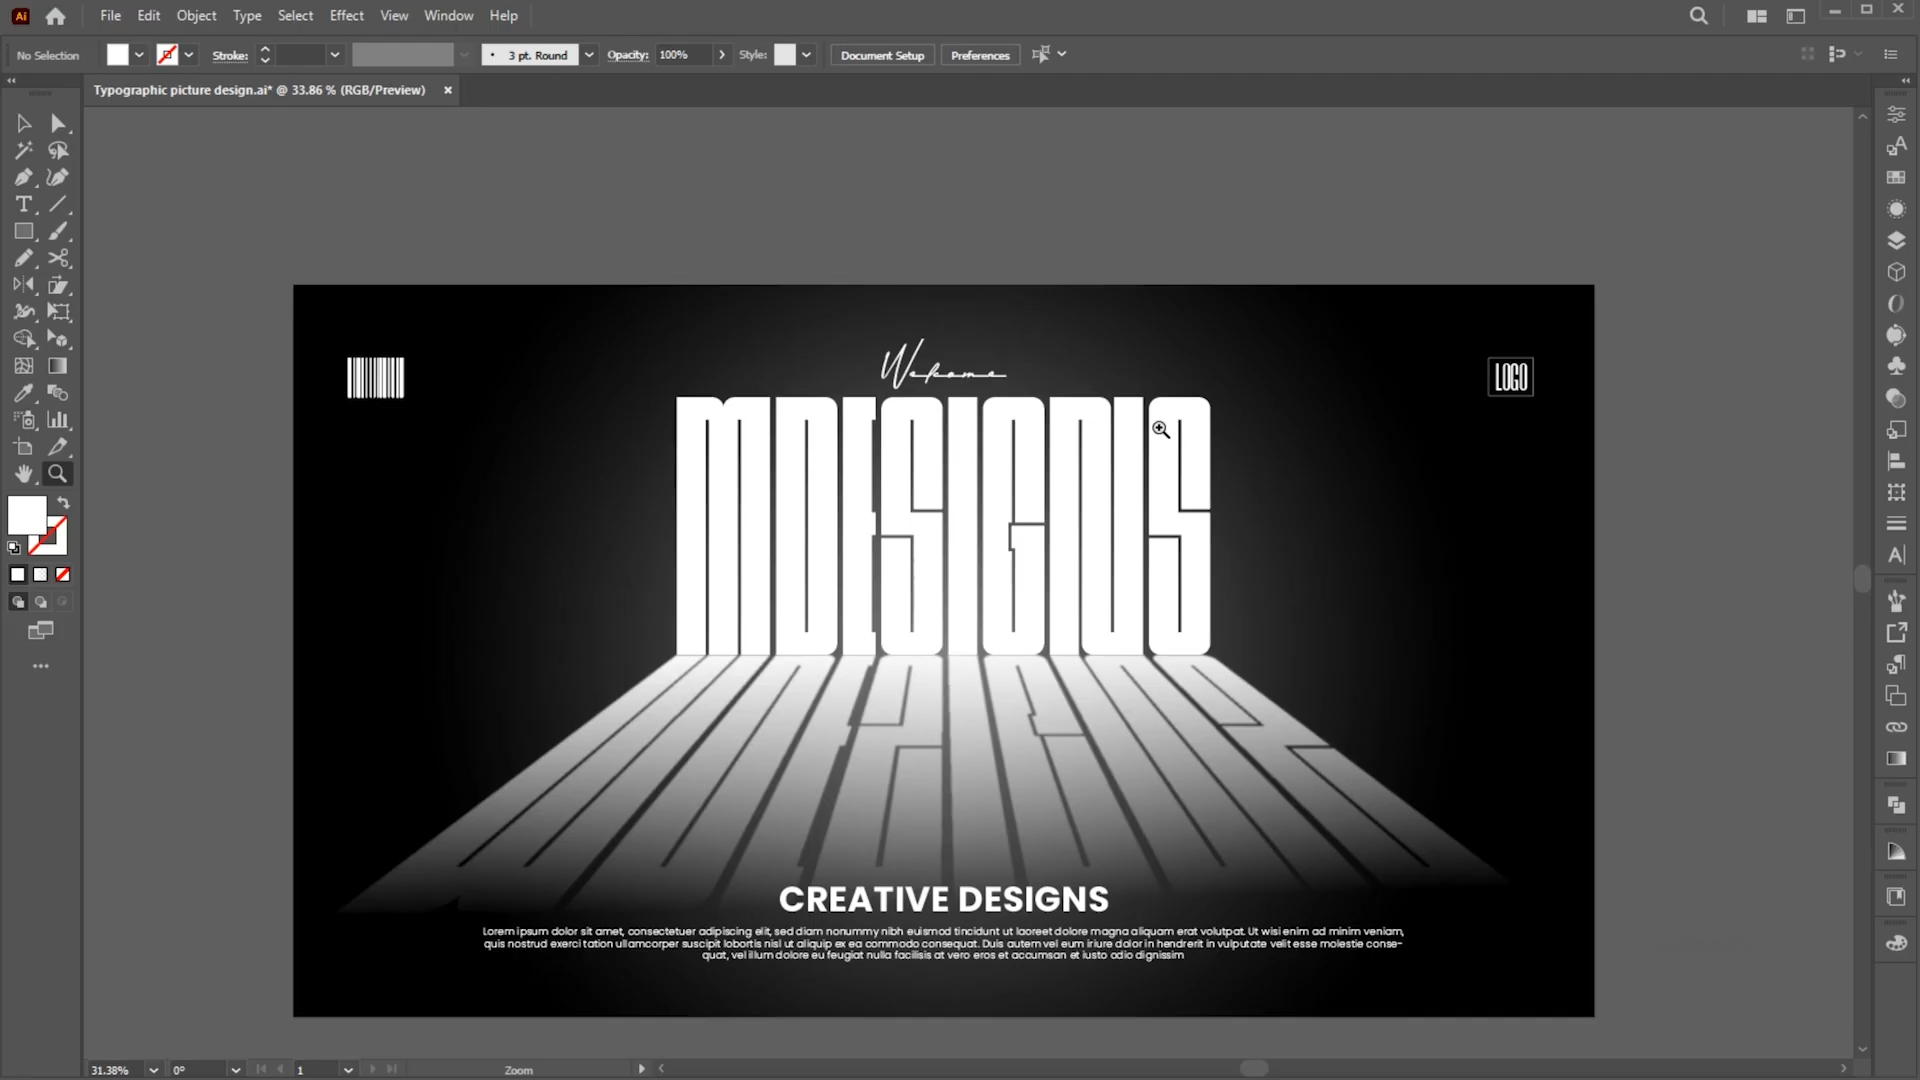 Ai File Edit Object Type Select Effect View Window Help
No Selection Stroke: 3 pt. Round Opacity: 100% Style: Document Setup Preferences
Typographic picture design.ai* @ 33.86 % (RGB/Preview)
Welcome
LOGO
MDESIGNS
CREATIVE DESIGNS
Lorem ipsum dolor sit amet, consectetuer adipiscing elit, sed diam nonummy nibh euismod tincidunt ut laoreet dolore magna aliquam erat volutpat. Ut wisi enim ad minim veniam,
quis nostrud exerci tation ullamcorper suscipit lobortis nisl ut aliquip ex ea commodo consequat. Duis autem vel eum iriure dolor in hendrerit in vulputate velit esse molestie conse-
quat, vel illum dolore eu feugiat nulla facilisis at vero eros et accumsan et iusto odio dignissim
31.38% 0° 1 Zoom